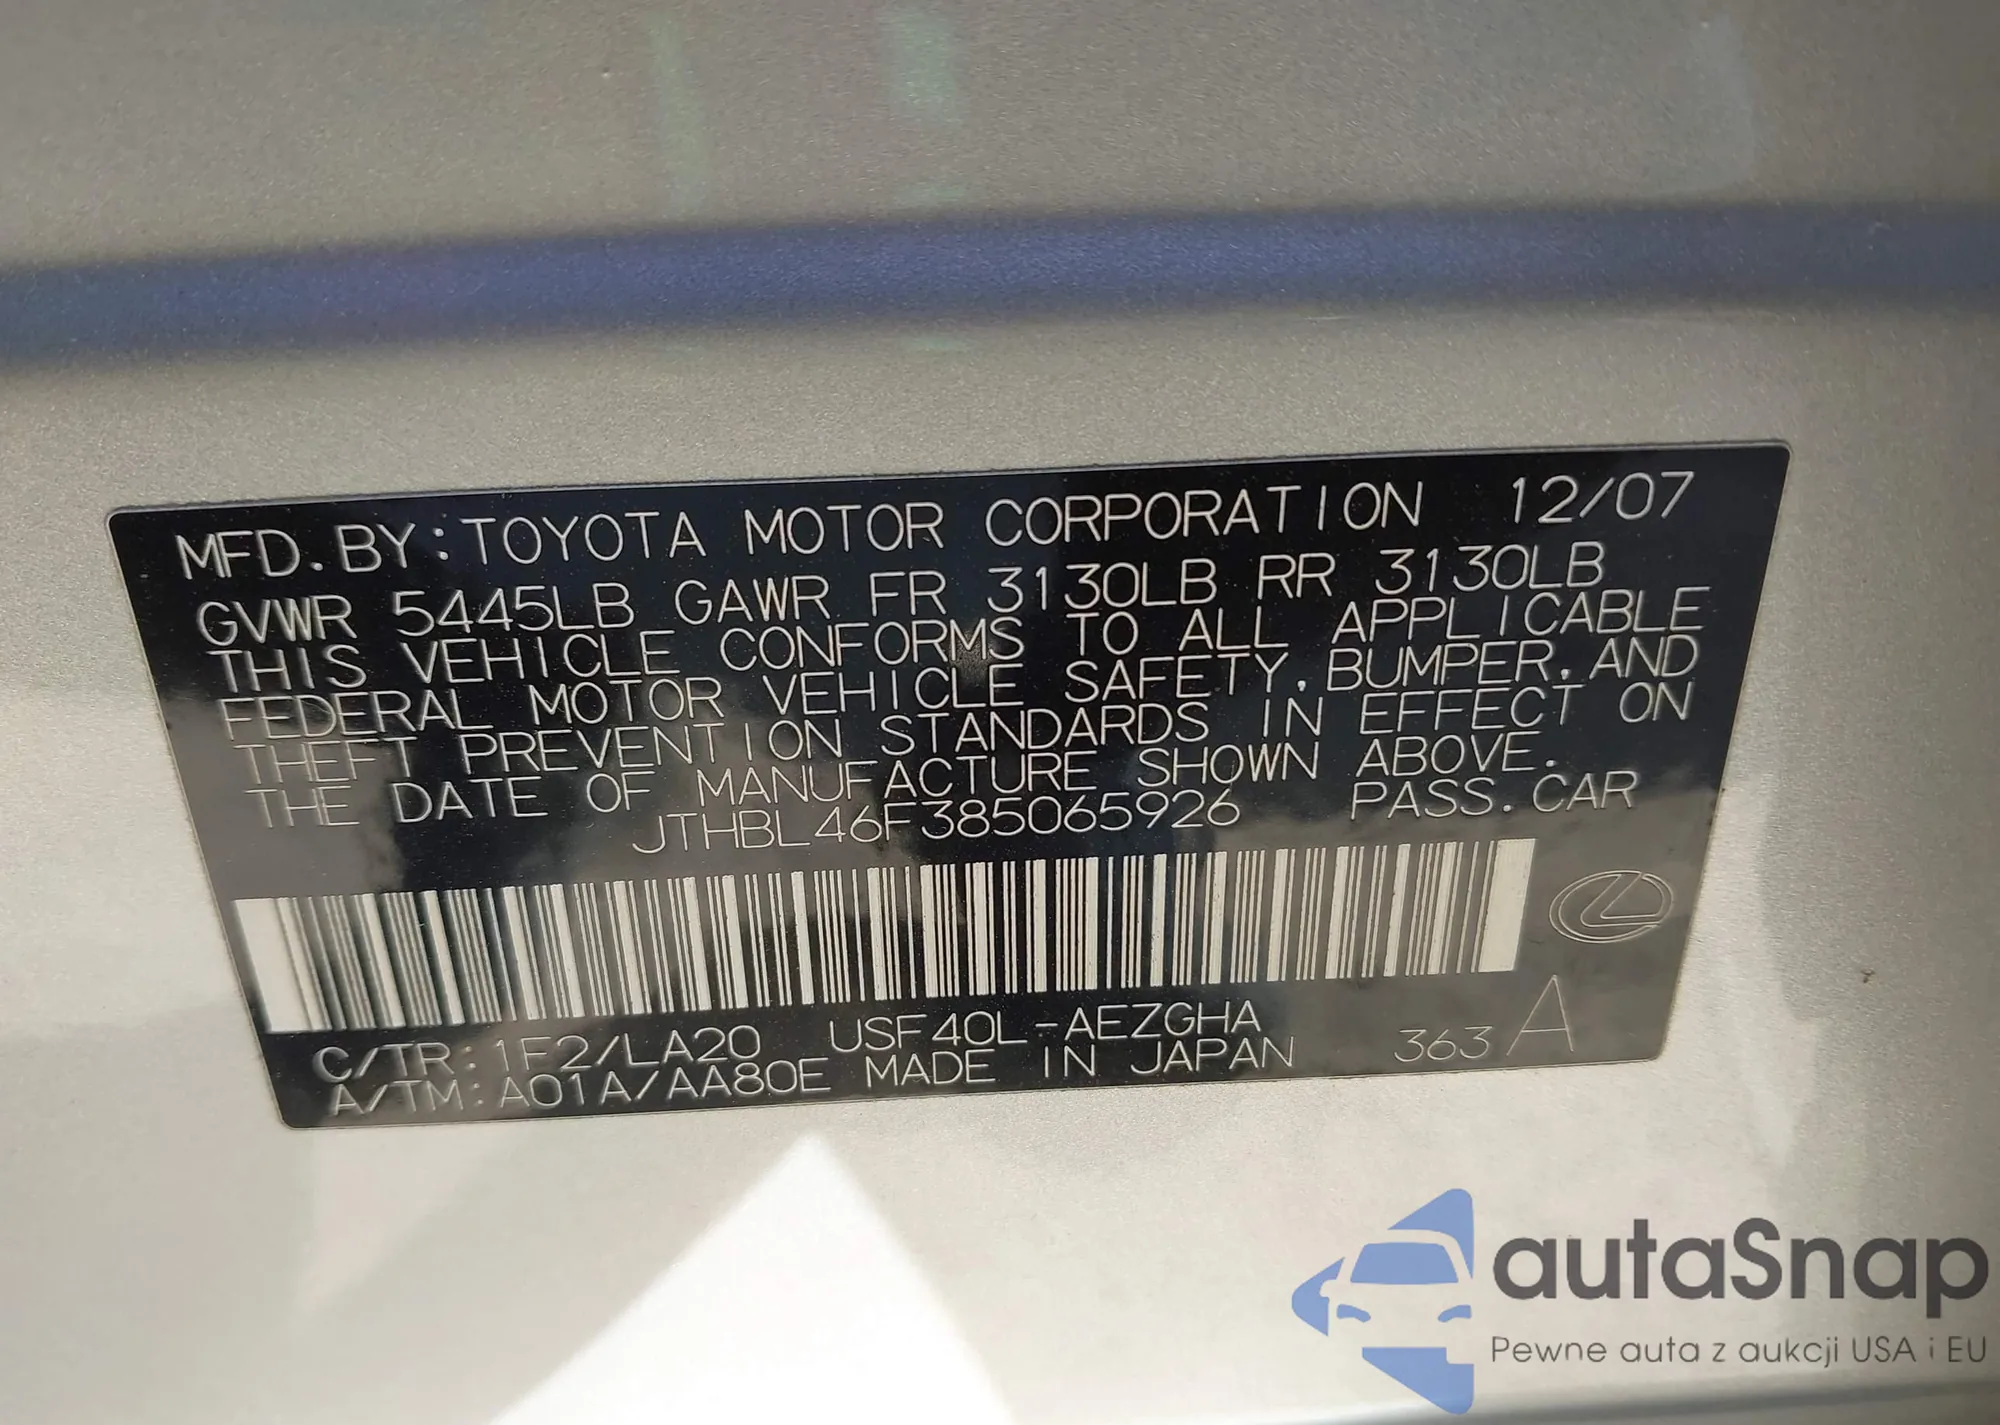 MFD. BY: TOYOTA MOTOR CORPORATION 12/07
GVWR 5445LB GAWR FR 3130LB RR 3130LB
THIS VEHICLE CONFORMS TO ALL APPLICABLE
FEDERAL MOTOR VEHICLE SAFETY, BUMPER, AND
THEFT PREVENTION STANDARDS IN EFFECT ON
THE DATE OF MANUFACTURE SHOWN ABOVE.
JTHBL46F385065926 PASS. CAR
C/TR: 1F2/LA20 USF40L-AEZGHA
A/TM: A01A/AA80E MADE IN JAPAN 363 A
autaSnap
Pewne auta z aukcji USA i EU